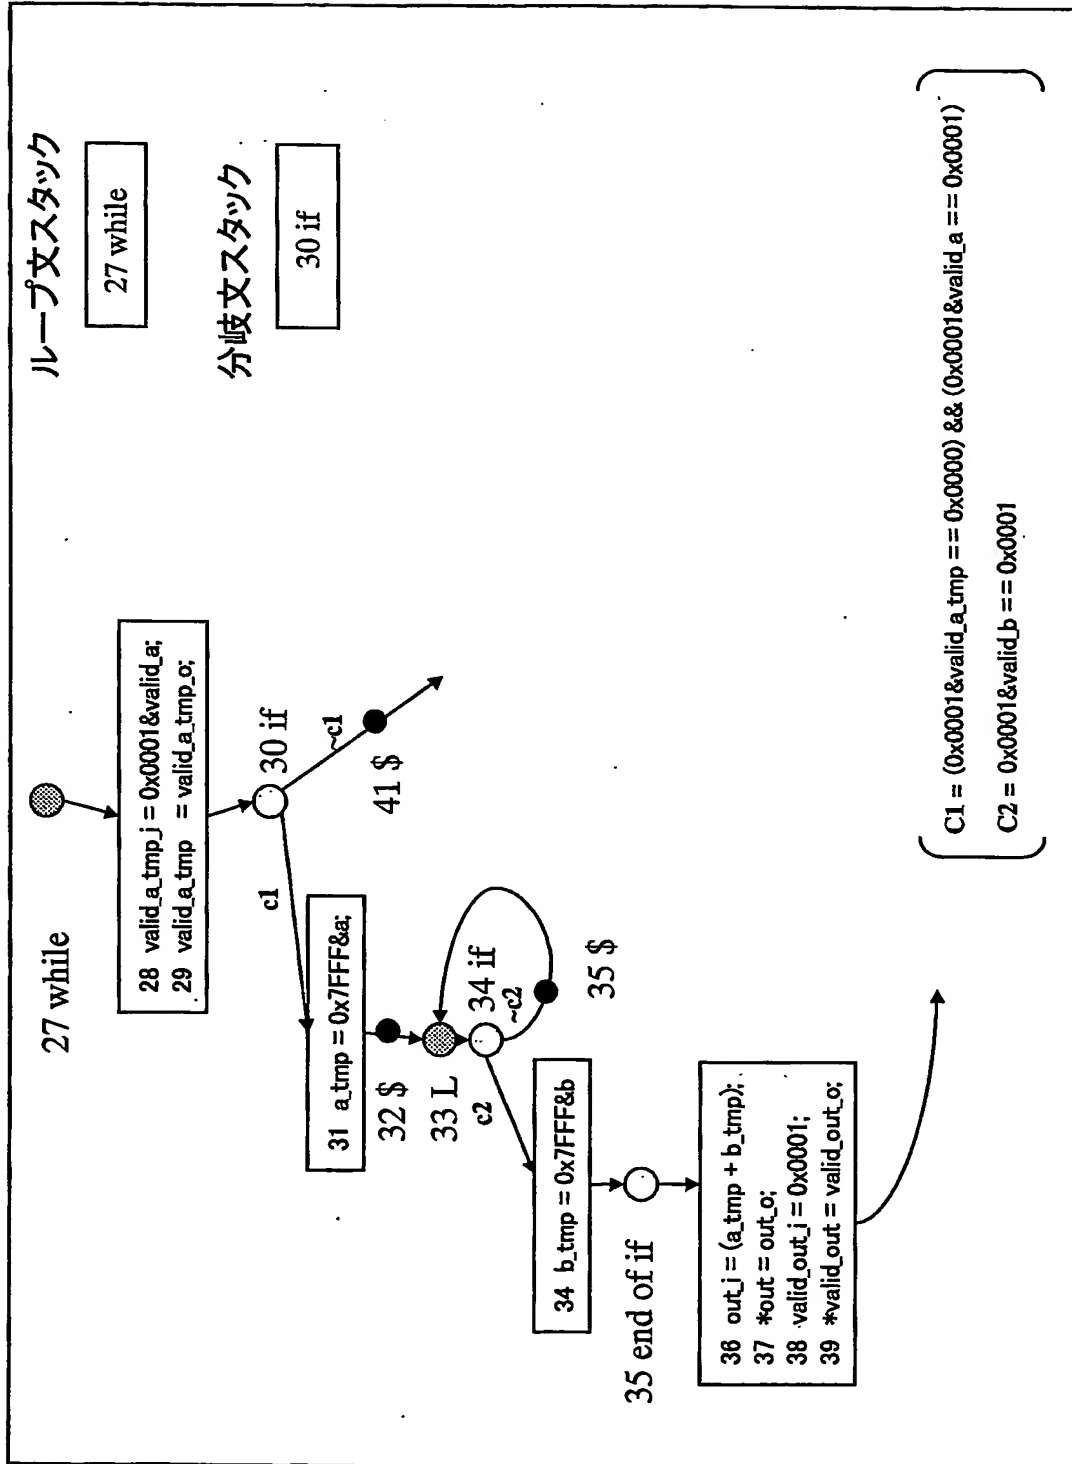 ループ文スタック
27 while
分岐文スタック
30 if
27 while
28 valid_a_tmp_i = 0x0001&valid_a;
29 valid_a_tmp = valid_a_tmp_o;
30 if
c1
~c1
41 $
31 a_tmp = 0x7FFF&a;
32 $
33 L
34 if
c2
~c2
35 $
34 b_tmp = 0x7FFF&b
35 end of if
36 out_i = (a_tmp + b_tmp);
37 *out = out_o;
38 valid_out_i = 0x0001;
39 *valid_out = valid_out_o;
C1 = (0x0001&valid_a_tmp == 0x0000) && (0x0001&valid_a == 0x0001)
C2 = 0x0001&valid_b == 0x0001